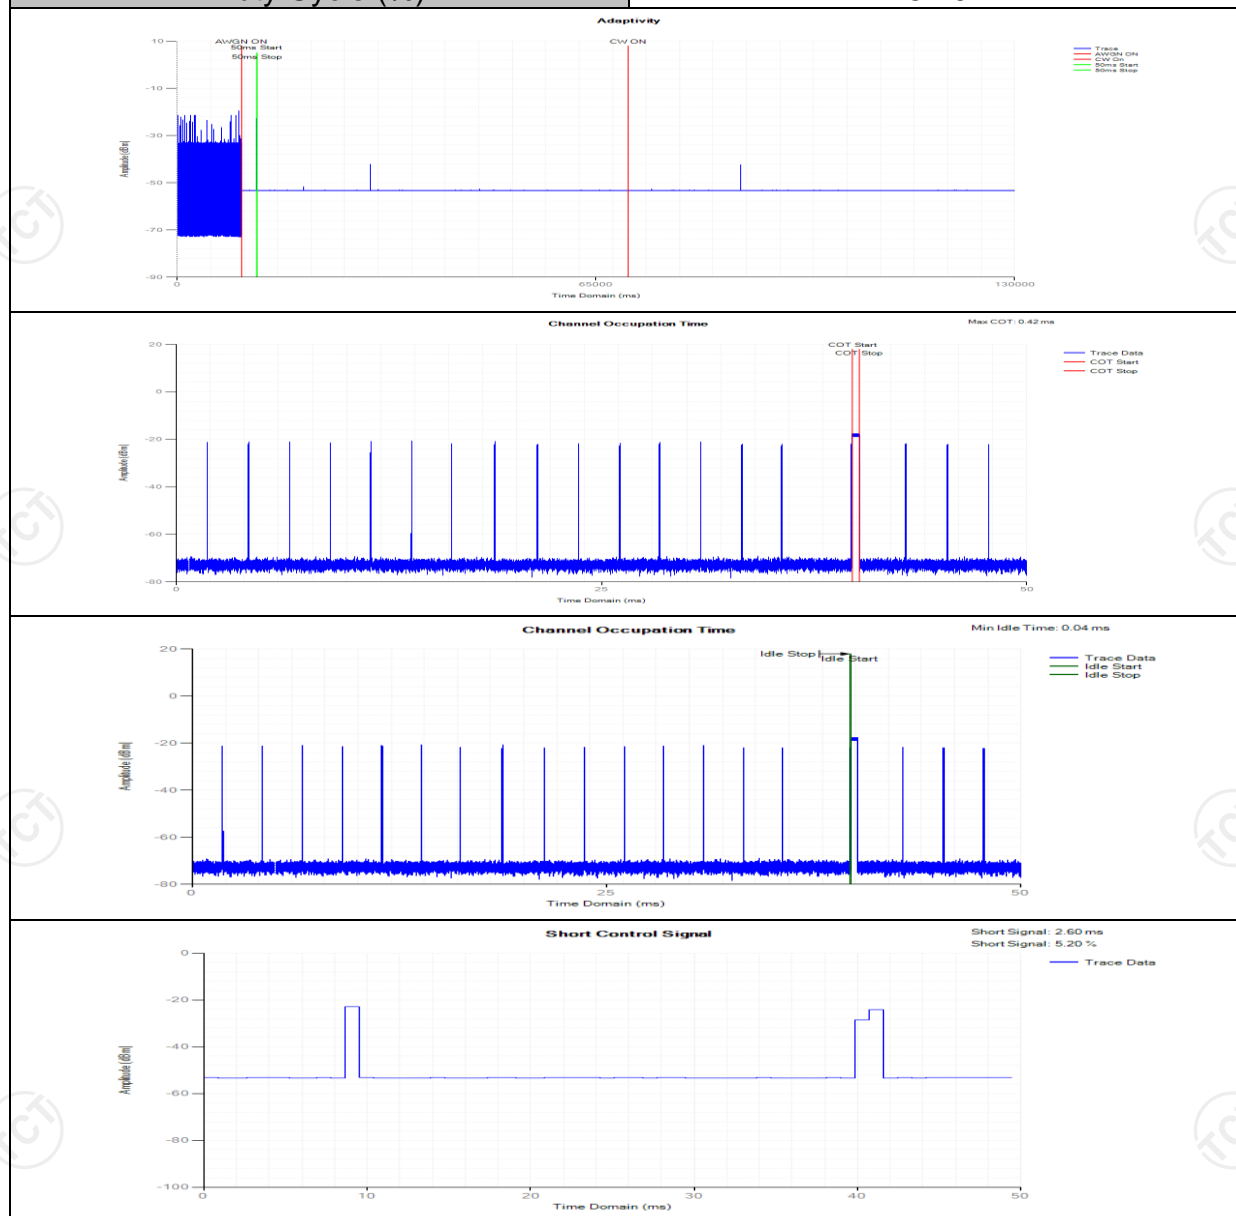 Adaptivity
AWGN ON
50ms Start
50ms Stop
CW ON
Trace
AWGN ON
CW On
50ms Start
50ms Stop
10
-10
-30
-50
-70
-90
Amplitude (dBm)
0
65000
130000
Time Domain (ms)
Channel Occupation Time
Max COT: 0.42 ms
COT Start
COT Stop
Trace Data
COT Start
COT Stop
20
0
-20
-40
-60
-80
Amplitude (dBm)
0
25
50
Time Domain (ms)
Channel Occupation Time
Min Idle Time: 0.04 ms
Idle Stop
Idle Start
Trace Data
Idle Start
Idle Stop
20
0
-20
-40
-60
-80
Amplitude (dBm)
0
25
50
Time Domain (ms)
Short Control Signal
Short Signal: 2.60 ms
Short Signal: 5.20 %
Trace Data
0
-20
-40
-60
-80
-100
Amplitude (dBm)
0
10
20
30
40
50
Time Domain (ms)
TCT
TCT
TCT
TCT